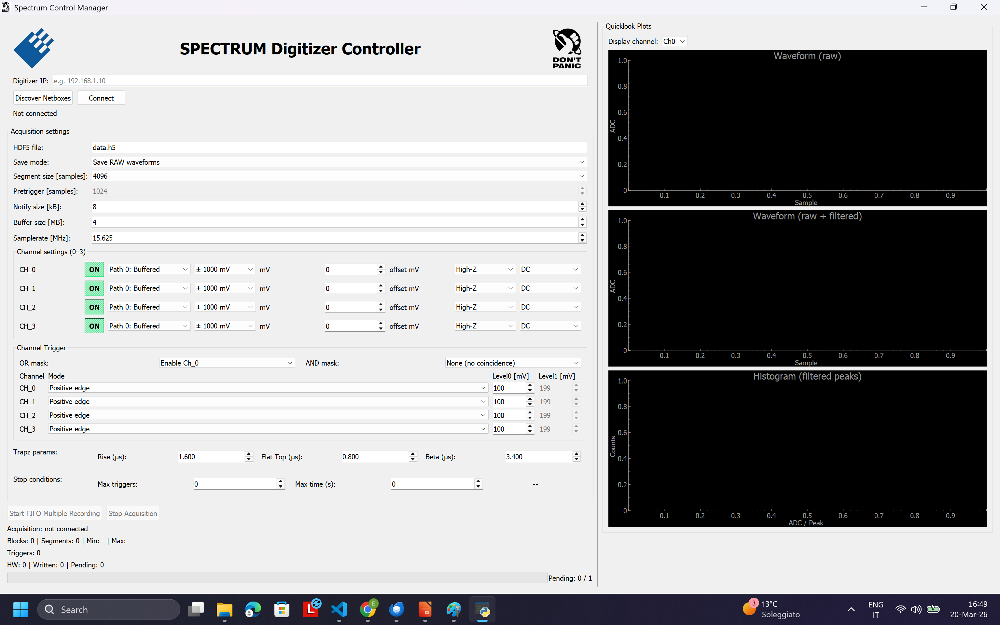 Spectrum Control Manager
SPECTRUM Digitizer Controller
DON'T
PANIC
Digitizer IP: e.g. 192.168.1.10
Discover Netboxes Connect
Not connected
Acquisition settings
HDF5 file: data.h5
Save mode: Save RAW waveforms
Segment size [samples]: 4096
Pretrigger [samples]: 1024
Notify size [kB]: 8
Buffer size [MB]: 4
Samplerate [MHz]: 15.625
Channel settings (0–3)
CH_0 ON Path 0: Buffered ± 1000 mV mV 0 offset mV High-Z DC
CH_1 ON Path 0: Buffered ± 1000 mV mV 0 offset mV High-Z DC
CH_2 ON Path 0: Buffered ± 1000 mV mV 0 offset mV High-Z DC
CH_3 ON Path 0: Buffered ± 1000 mV mV 0 offset mV High-Z DC
Channel Trigger
OR mask: Enable Ch_0 AND mask: None (no coincidence)
Channel Mode Level0 [mV] Level1 [mV]
CH_0 Positive edge 100 199
CH_1 Positive edge 100 199
CH_2 Positive edge 100 199
CH_3 Positive edge 100 199
Trapz params:
Rise (µs): 1.600 Flat Top (µs): 0.800 Beta (µs): 3.400
Stop conditions:
Max triggers: 0 Max time (s): 0 --
Start FIFO Multiple Recording Stop Acquisition
Acquisition: not connected
Blocks: 0 | Segments: 0 | Min: - | Max: -
Triggers: 0
HW: 0 | Written: 0 | Pending: 0
Pending: 0 / 1
Quicklook Plots
Display channel: Ch0
Waveform (raw)
1.0
0.8
0.6
ADC
0.4
0.2
0
0.1 0.2 0.3 0.4 0.5 0.6 0.7 0.8 0.9
Sample
Waveform (raw + filtered)
1.0
0.8
0.6
ADC
0.4
0.2
0
0.1 0.2 0.3 0.4 0.5 0.6 0.7 0.8 0.9
Sample
Histogram (filtered peaks)
1.0
0.8
0.6
Counts
0.4
0.2
0
0.1 0.2 0.3 0.4 0.5 0.6 0.7 0.8 0.9
ADC / Peak
Search
L
E
3
13°C
Soleggiato
ENG
IT
16:49
20-Mar-26